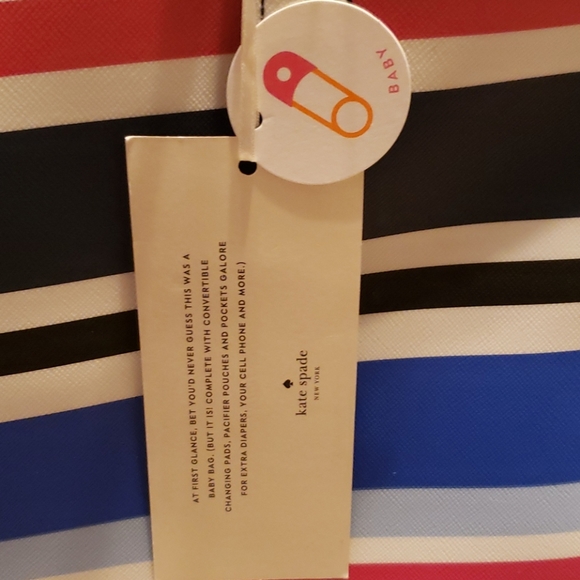 BABY
AT FIRST GLANCE, BET YOU'D NEVER GUESS THIS WAS A
BABY BAG. (BUT IT IS) COMPLETE WITH CONVERTIBLE
CHANGING PADS, PACIFIER POUCHES AND POCKETS GALORE
FOR EXTRA DIAPERS, YOUR CELL PHONE AND MORE.)
kate spade
NEW YORK